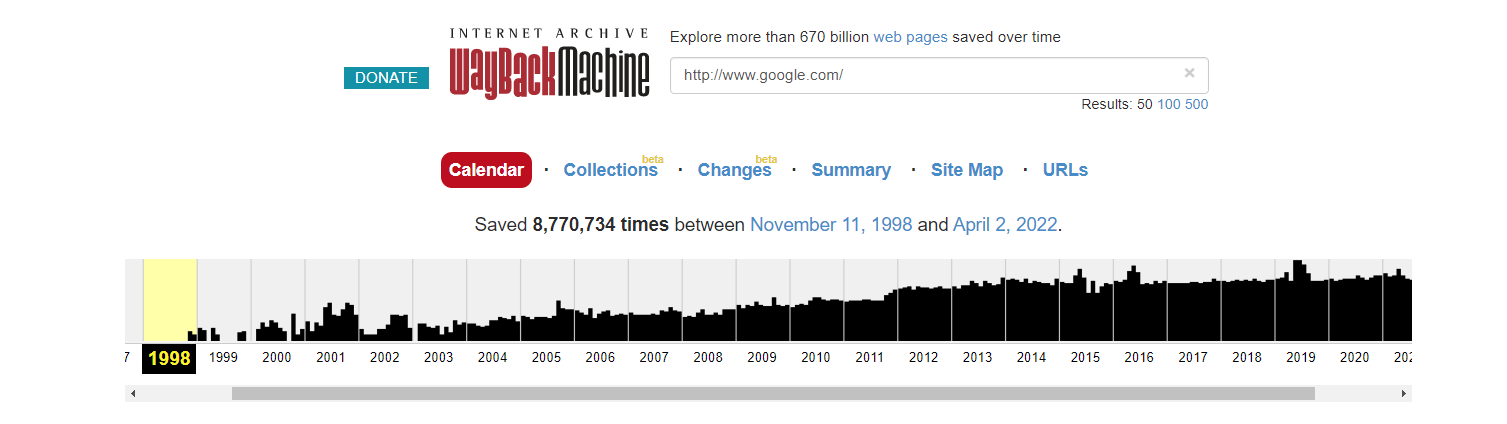 INTERNET ARCHIVE
WayBackMachine
DONATE
Explore more than 670 billion web pages saved over time
http://www.google.com/ ×
Results: 50 100 500
Calendar · Collections beta · Changes beta · Summary · Site Map · URLs
Saved 8,770,734 times between November 11, 1998 and April 2, 2022.
7 1998 1999 2000 2001 2002 2003 2004 2005 2006 2007 2008 2009 2010 2011 2012 2013 2014 2015 2016 2017 2018 2019 2020 202